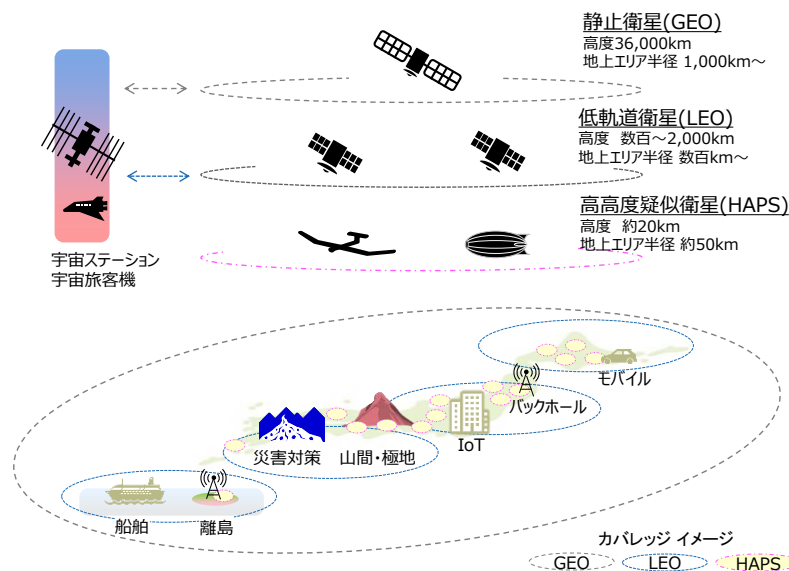 静止衛星(GEO)
高度36,000km
地上エリア半径 1,000km～
低軌道衛星(LEO)
高度 数百～2,000km
地上エリア半径 数百km～
高高度疑似衛星(HAPS)
高度 約20km
地上エリア半径 約50km
宇宙ステーション
宇宙旅客機
モバイル
バックホール
IoT
災害対策
山間・極地
船舶
離島
カバレッジ イメージ
GEO
LEO
HAPS